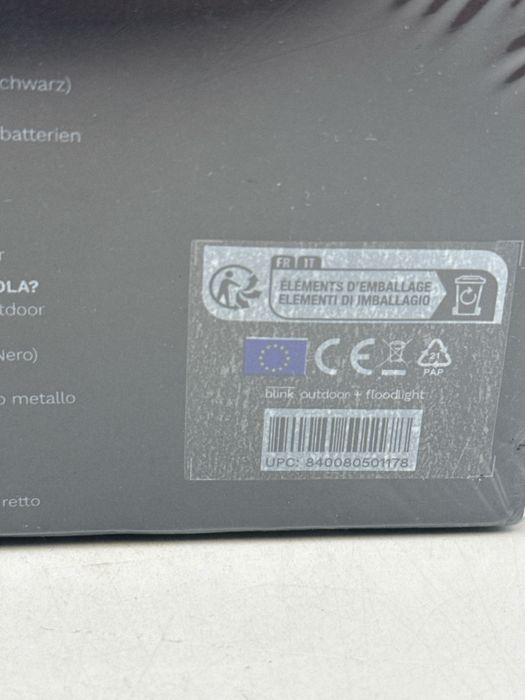 chwarz)
batterien
r
OLA?
tdoor
Nero)
o metallo
retto
FR IT
ÉLÉMENTS D'EMBALLAGE
ELEMENTI DI IMBALLAGIO
CE
21
PAP
blink outdoor + floodlight
UPC: 840080501178